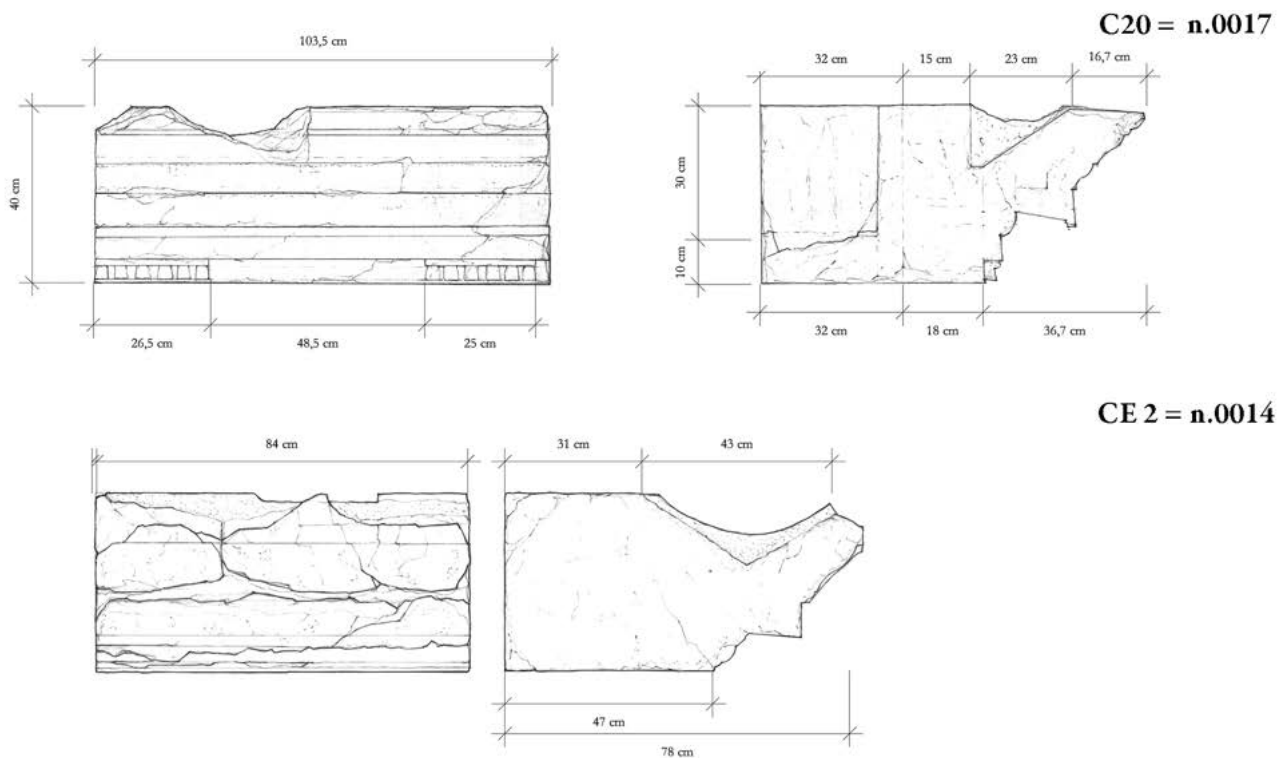 C20 = n.0017
103,5 cm
32 cm 15 cm 23 cm 16,7 cm
40 cm
30 cm
10 cm
26,5 cm 48,5 cm 25 cm
32 cm 18 cm 36,7 cm
CE 2 = n.0014
84 cm 31 cm 43 cm
47 cm
78 cm